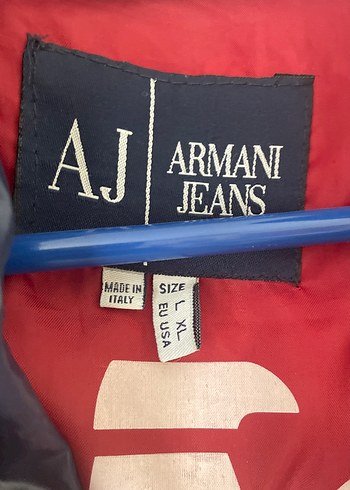 AJ
ARMANI
JEANS
MADE IN
ITALY
SIZE
L XL
EU USA